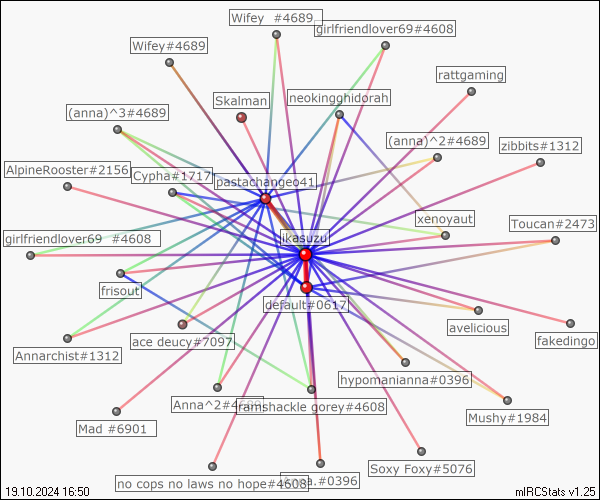 Wifey  #4689
girlfriendlover69#4608
Wifey#4689
rattgaming
Skalman
neokingghidorah
(anna)^3#4689
(anna)^2#4689
zibbits#1312
AlpineRooster#2156
Cypha#1717
pastachangeo41
xenoyaut
Toucan#2473
girlfriendlover69  #4608
ikasuzu
frisout
default#0617
avelicious
fakedingo
Annarchist#1312
ace deucy#7097
hypomanianna#0396
Anna^2#4689
ramshackle gorey#4608
Mushy#1984
Mad #6901
no cops no laws no hope#4608
#0396
Soxy Foxy#5076
19.10.2024 16:50
mIRCStats v1.25